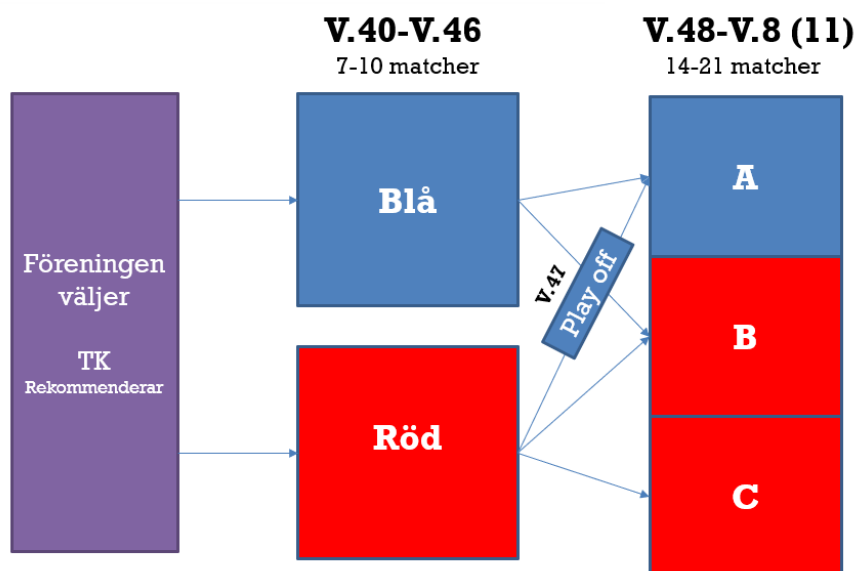 V.40-V.46
7-10 matcher
V.48-V.8 (11)
14-21 matcher
Föreningen
väljer
TK
Rekommenderar
Blå
Röd
V.47
Play off
A
B
C